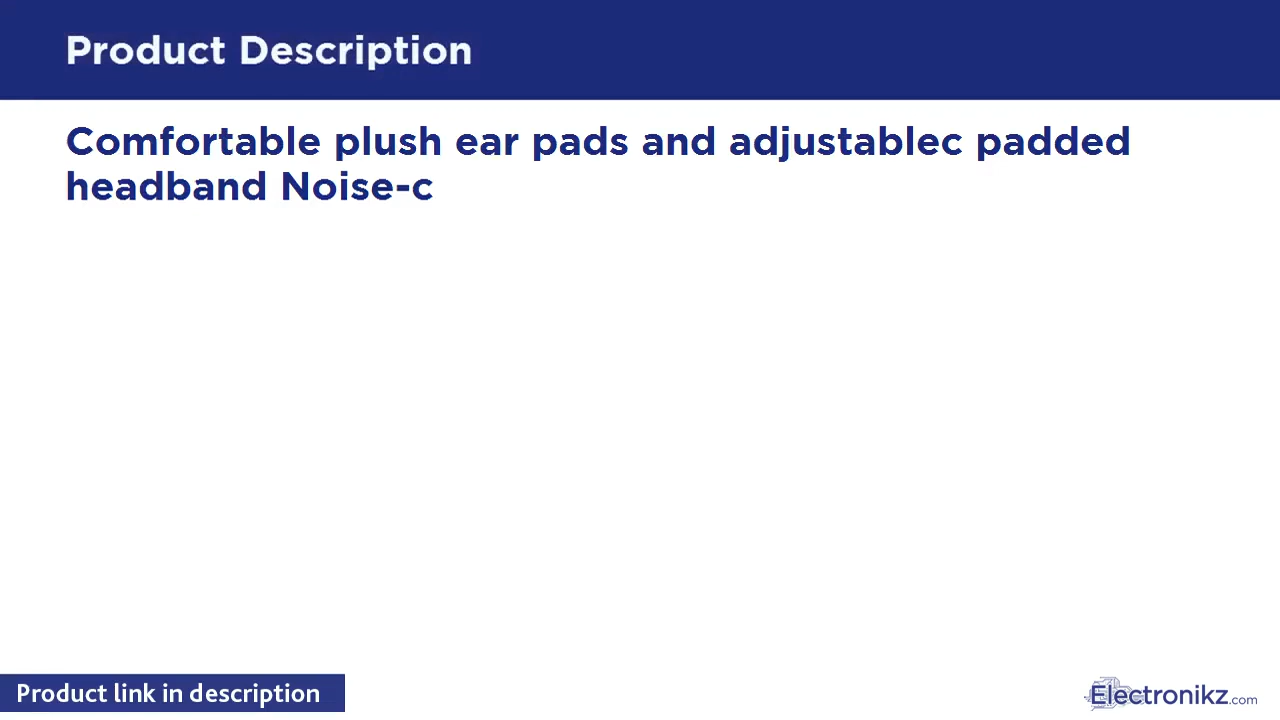 Product Description
Comfortable plush ear pads and adjustablec padded
headband Noise-c
Product link in description
Electronikz.com